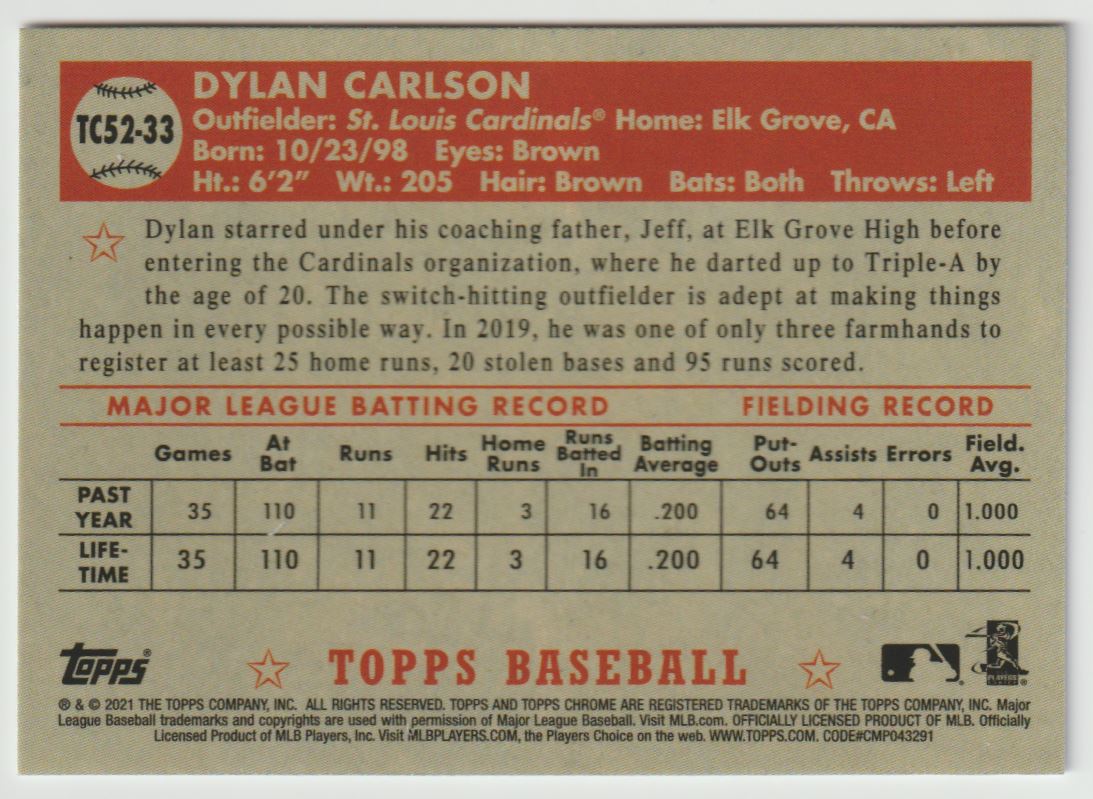 TC52-33
DYLAN CARLSON
Outfielder: St. Louis Cardinals® Home: Elk Grove, CA
Born: 10/23/98 Eyes: Brown
Ht.: 6'2" Wt.: 205 Hair: Brown Bats: Both Throws: Left
Dylan starred under his coaching father, Jeff, at Elk Grove High before
entering the Cardinals organization, where he darted up to Triple-A by
the age of 20. The switch-hitting outfielder is adept at making things
happen in every possible way. In 2019, he was one of only three farmhands to
register at least 25 home runs, 20 stolen bases and 95 runs scored.
MAJOR LEAGUE BATTING RECORD FIELDING RECORD
Games At Bat Runs Hits Home Runs Runs Batted In Batting Average Put-Outs Assists Errors Field. Avg.
PAST YEAR 35 110 11 22 3 16 .200 64 4 0 1.000
LIFE-TIME 35 110 11 22 3 16 .200 64 4 0 1.000
Topps® TOPPS BASEBALL PLAYERS CHOICE®
® & © 2021 THE TOPPS COMPANY, INC. ALL RIGHTS RESERVED. TOPPS AND TOPPS CHROME ARE REGISTERED TRADEMARKS OF THE TOPPS COMPANY, INC. Major
League Baseball trademarks and copyrights are used with permission of Major League Baseball. Visit MLB.com. OFFICIALLY LICENSED PRODUCT OF MLB. Officially
Licensed Product of MLB Players, Inc. Visit MLBPLAYERS.COM, the Players Choice on the web. WWW.TOPPS.COM. CODE#CMP043291